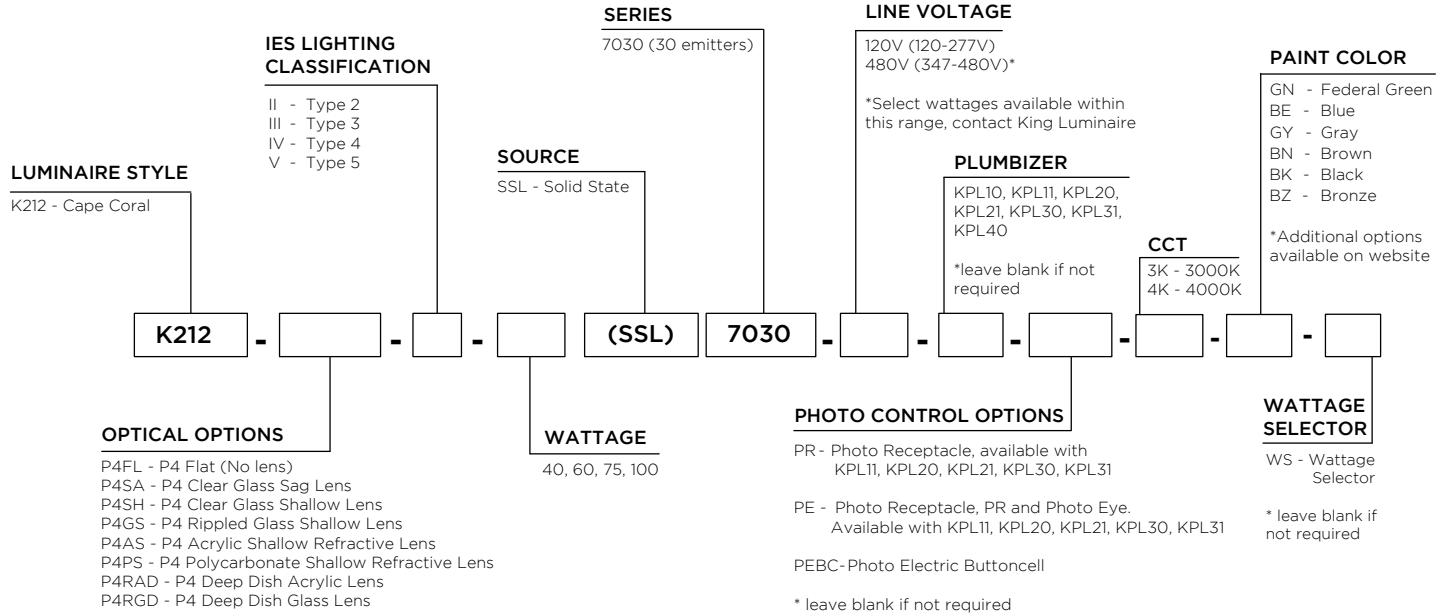 SERIES
7030 (30 emitters)
LINE VOLTAGE
120V (120-277V)
480V (347-480V)*
*Select wattages available within
this range, contact King Luminaire
IES LIGHTING
CLASSIFICATION
II - Type 2
III - Type 3
IV - Type 4
V - Type 5
PAINT COLOR
GN - Federal Green
BE - Blue
GY - Gray
BN - Brown
BK - Black
BZ - Bronze
*Additional options
available on website
LUMINAIRE STYLE
K212 - Cape Coral
SOURCE
SSL - Solid State
PLUMBIZER
KPL10, KPL11, KPL20,
KPL21, KPL30, KPL31,
KPL40
*leave blank if not
required
CCT
3K - 3000K
4K - 4000K
K212 - - - (SSL) 7030 - - - - -
OPTICAL OPTIONS
P4FL - P4 Flat (No lens)
P4SA - P4 Clear Glass Sag Lens
P4SH - P4 Clear Glass Shallow Lens
P4GS - P4 Rippled Glass Shallow Lens
P4AS - P4 Acrylic Shallow Refractive Lens
P4PS - P4 Polycarbonate Shallow Refractive Lens
P4RAD - P4 Deep Dish Acrylic Lens
P4RGD - P4 Deep Dish Glass Lens
WATTAGE
40, 60, 75, 100
PHOTO CONTROL OPTIONS
PR - Photo Receptacle, available with
KPL11, KPL20, KPL21, KPL30, KPL31
PE - Photo Receptacle, PR and Photo Eye.
Available with KPL11, KPL20, KPL21, KPL30, KPL31
PEBC-Photo Electric Buttoncell
* leave blank if not required
WATTAGE
SELECTOR
WS - Wattage
Selector
* leave blank if
not required